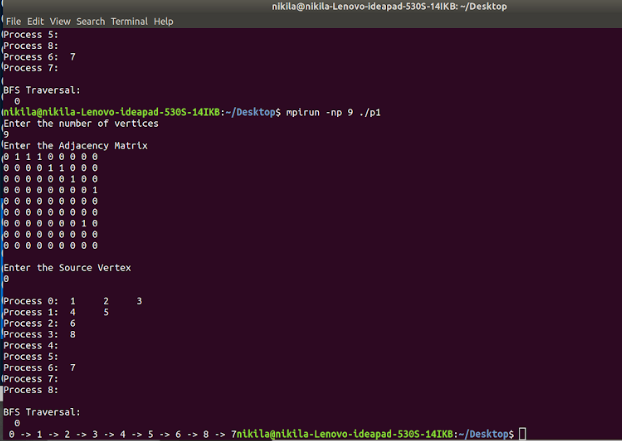 nikila@nikila-Lenovo-ideapad-530S-14IKB: ~/Desktop
File Edit View Search Terminal Help
Process 5:
Process 8:
Process 6: 7
Process 7:
BFS Traversal:
0
nikila@nikila-Lenovo-ideapad-530S-14IKB:~/Desktop$ mpirun -np 9 ./p1
Enter the number of vertices
9
Enter the Adjacency Matrix
0 1 1 1 0 0 0 0 0
0 0 0 0 1 1 0 0 0
0 0 0 0 0 0 1 0 0
0 0 0 0 0 0 0 0 1
0 0 0 0 0 0 0 0 0
0 0 0 0 0 0 0 0 0
0 0 0 0 0 0 0 1 0
0 0 0 0 0 0 0 0 0
0 0 0 0 0 0 0 0 0
Enter the Source Vertex
0
Process 0: 1 2 3
Process 1: 4 5
Process 2: 6
Process 3: 8
Process 4:
Process 5:
Process 6: 7
Process 7:
Process 8:
BFS Traversal:
0
0 -> 1 -> 2 -> 3 -> 4 -> 5 -> 6 -> 8 -> 7nikila@nikila-Lenovo-ideapad-530S-14IKB:~/Desktop$